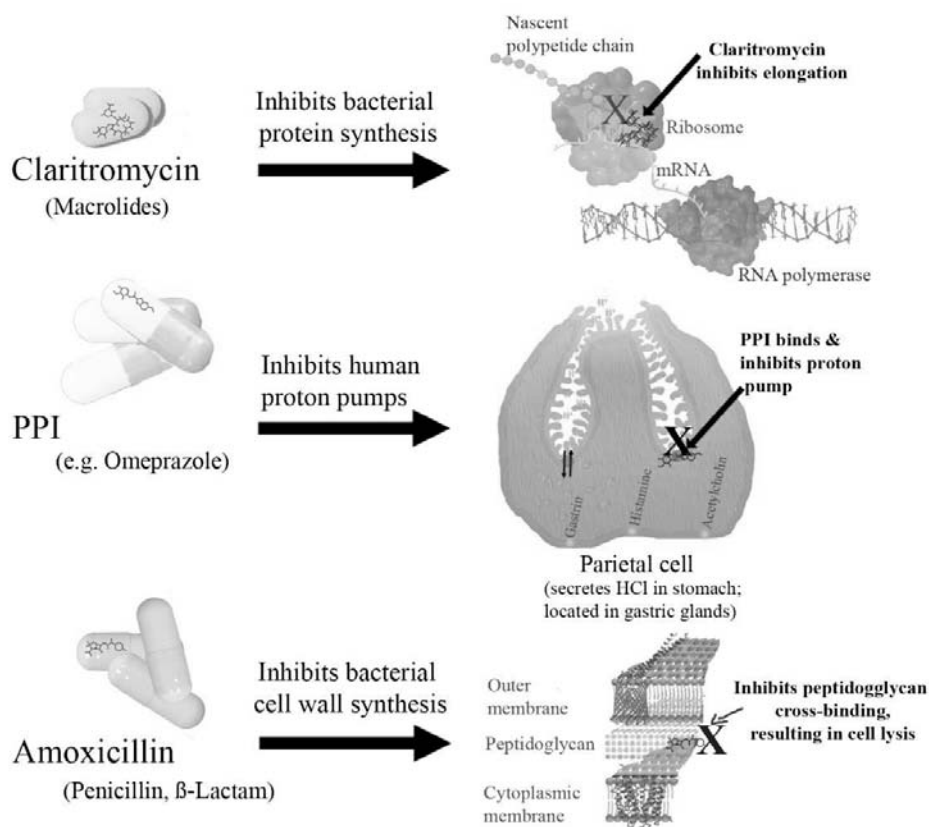 Nascent
polypetide chain
Claritromycin
inhibits elongation
Inhibits bacterial
protein synthesis
X
Ribosome
Claritromycin
(Macrolides)
mRNA
RNA polymerase
PPI binds &
inhibits proton
pump
Inhibits human
proton pumps
X
PPI
(e.g. Omeprazole)
Gastrin
Histamine
Acetylcholin
Parietal cell
(secretes HCl in stomach;
located in gastric glands)
Inhibits bacterial
cell wall synthesis
Outer
membrane
Inhibits peptidogglycan
cross-binding,
resulting in cell lysis
Peptidoglycan
X
Amoxicillin
(Penicillin, ß-Lactam)
Cytoplasmic
membrane